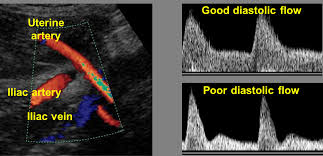 Uterine
artery
Iliac artery
Iliac vein
Good diastolic flow
Poor diastolic flow